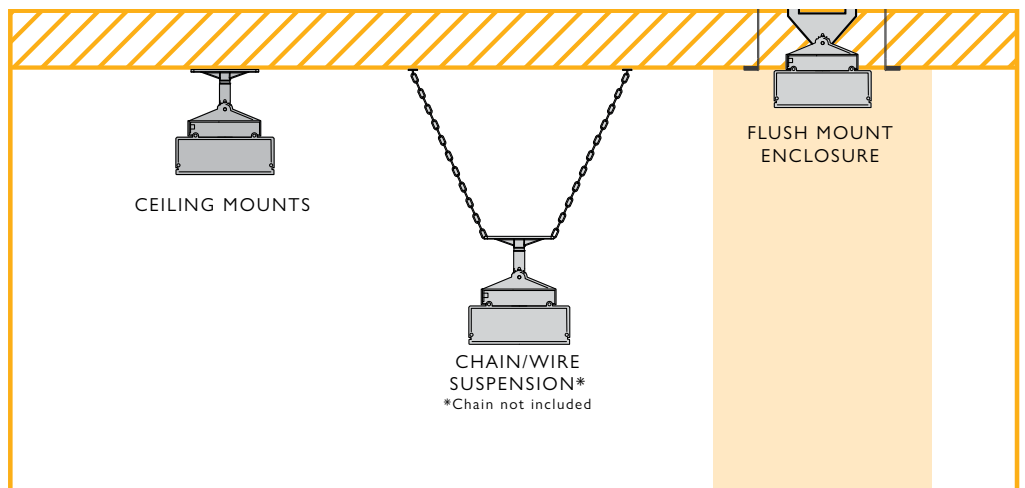 CEILING MOUNTS
CHAIN/WIRE
SUSPENSION*
*Chain not included
FLUSH MOUNT
ENCLOSURE